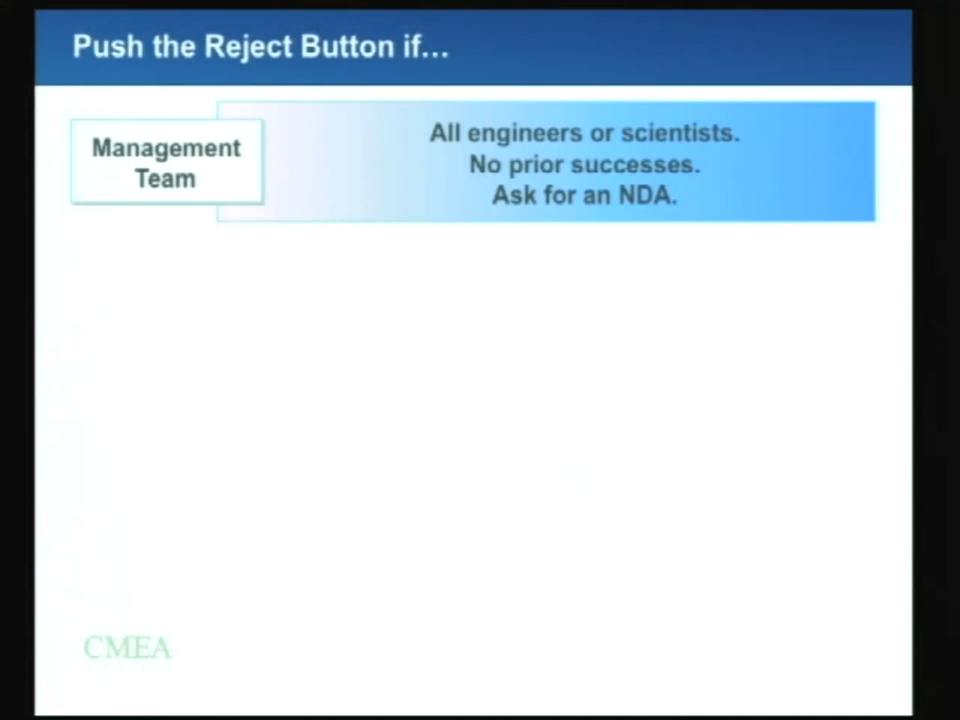 Push the Reject Button if...
Management
Team
All engineers or scientists.
No prior successes.
Ask for an NDA.
CMEA